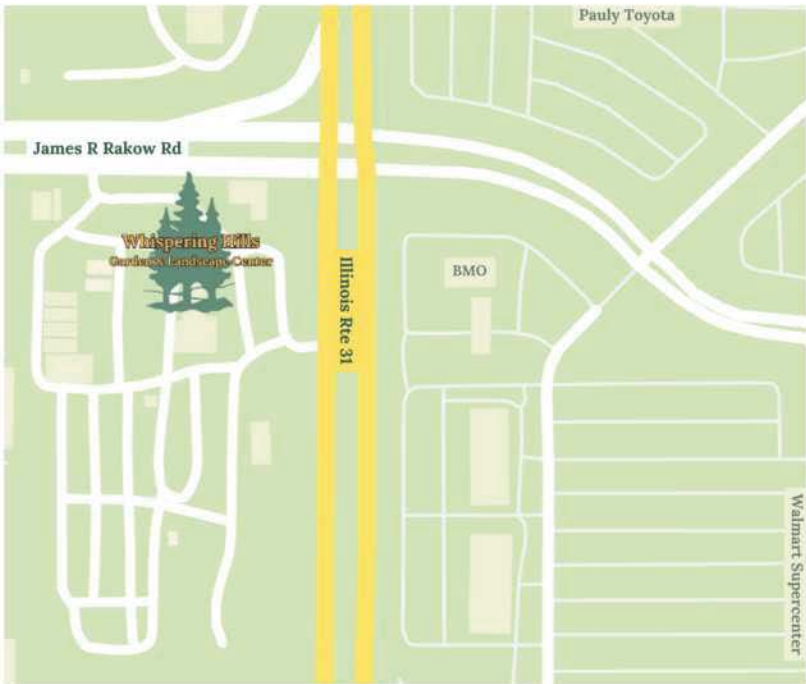 Pauly Toyota
James R Rakow Rd
Whispering Hills
Garden & Landscape Center
Illinois Rte 31
BMO
Walmart Supercenter